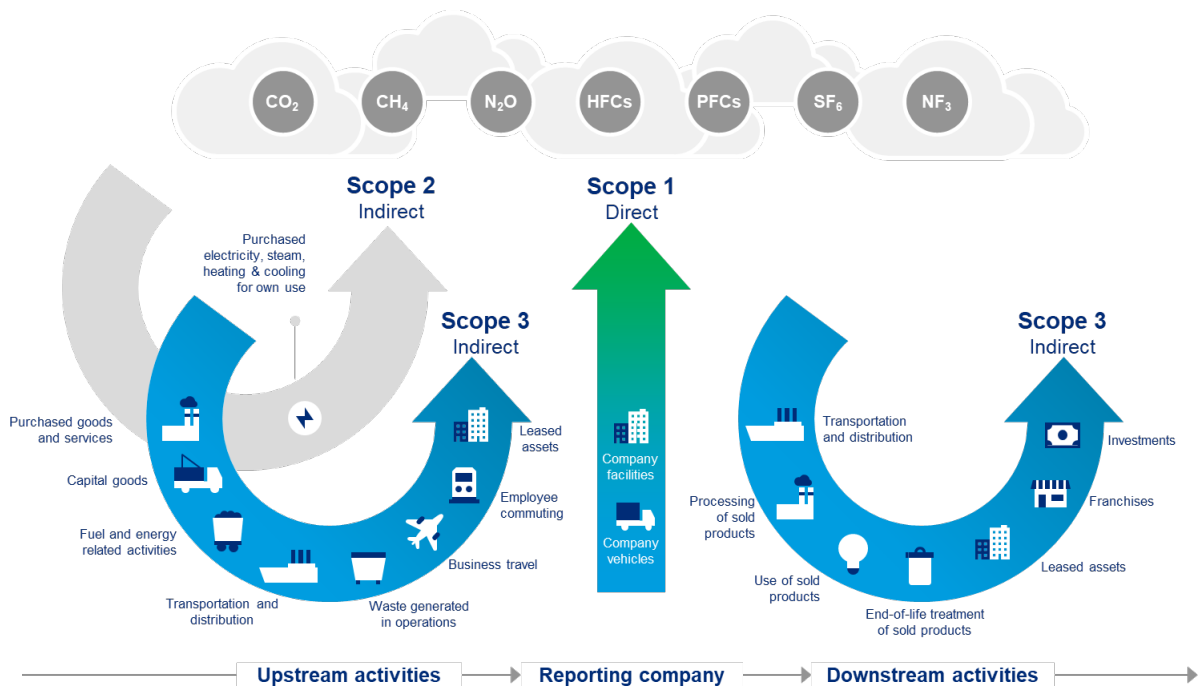 CO₂
CH₄
N₂O
HFCs
PFCs
SF₆
NF₃
Scope 2
Indirect
Purchased
electricity, steam,
heating & cooling
for own use
Scope 1
Direct
Company
facilities
Company
vehicles
Scope 3
Indirect
Purchased goods
and services
Capital goods
Fuel and energy
related activities
Transportation and
distribution
Waste generated
in operations
Business travel
Employee
commuting
Leased
assets
Scope 3
Indirect
Transportation
and distribution
Processing
of sold
products
Use of sold
products
End-of-life treatment
of sold products
Leased assets
Franchises
Investments
Upstream activities
Reporting company
Downstream activities